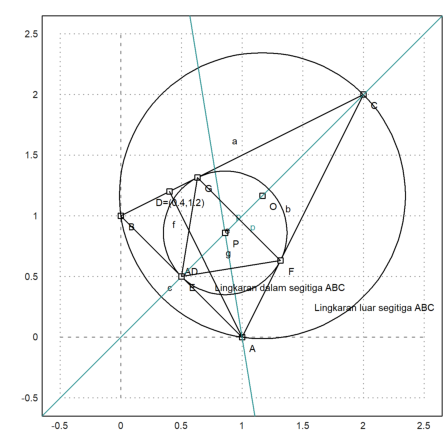 2.5
2
C
1.5
a
G
D=(0.4,1.2)
O
b
1
B
f
e
P
g
AD
F
0.5
c
E
Lingkaran dalam segitiga ABC
Lingkaran luar segitiga ABC
0
A
-0.5
-0.5
0
0.5
1
1.5
2
2.5